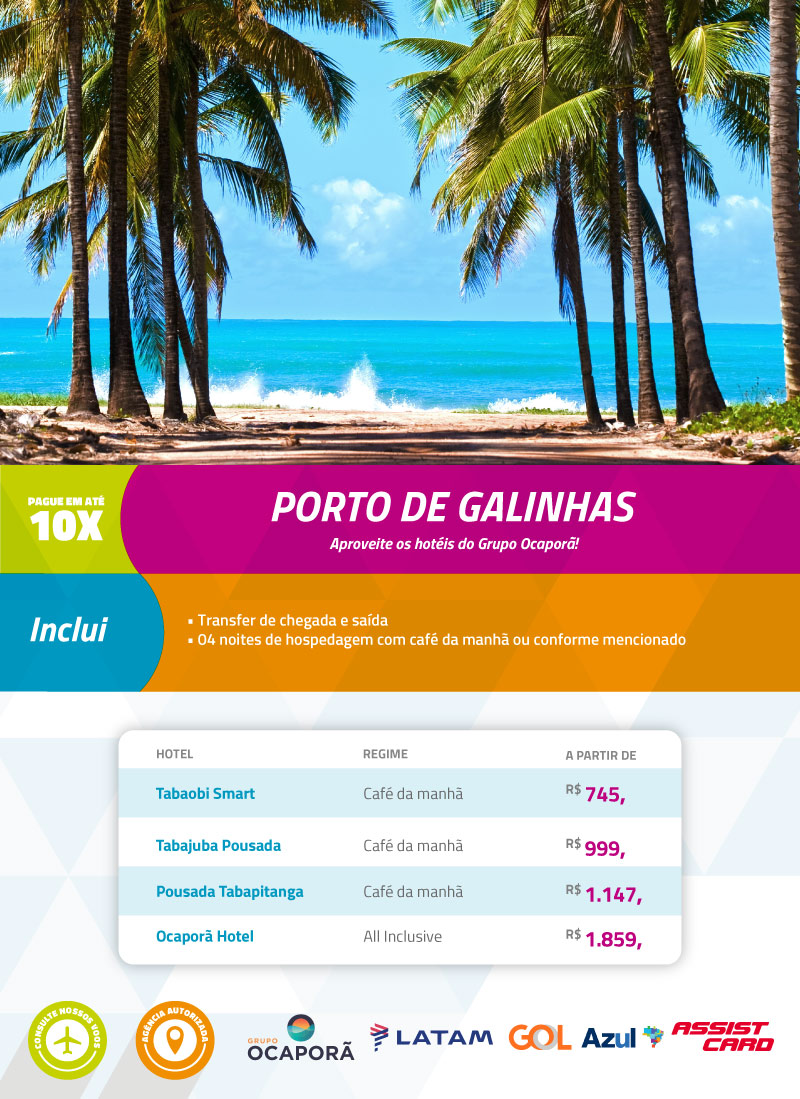 PAGUE EM ATÉ
10X
PORTO DE GALINHAS
Aproveite os hotéis do Grupo Ocaporã!
Inclui
• Transfer de chegada e saída
• 04 noites de hospedagem com café da manhã ou conforme mencionado
HOTEL REGIME A PARTIR DE
Tabaobi Smart Café da manhã R$ 745,
Tabajuba Pousada Café da manhã R$ 999,
Pousada Tabapitanga Café da manhã R$ 1.147,
Ocaporã Hotel All Inclusive R$ 1.859,
CONSULTE NOSSOS VOOS
AGÊNCIA AUTORIZADA
GRUPO
OCAPORÃ
LATAM
GOL
Azul
ASSIST
CARD